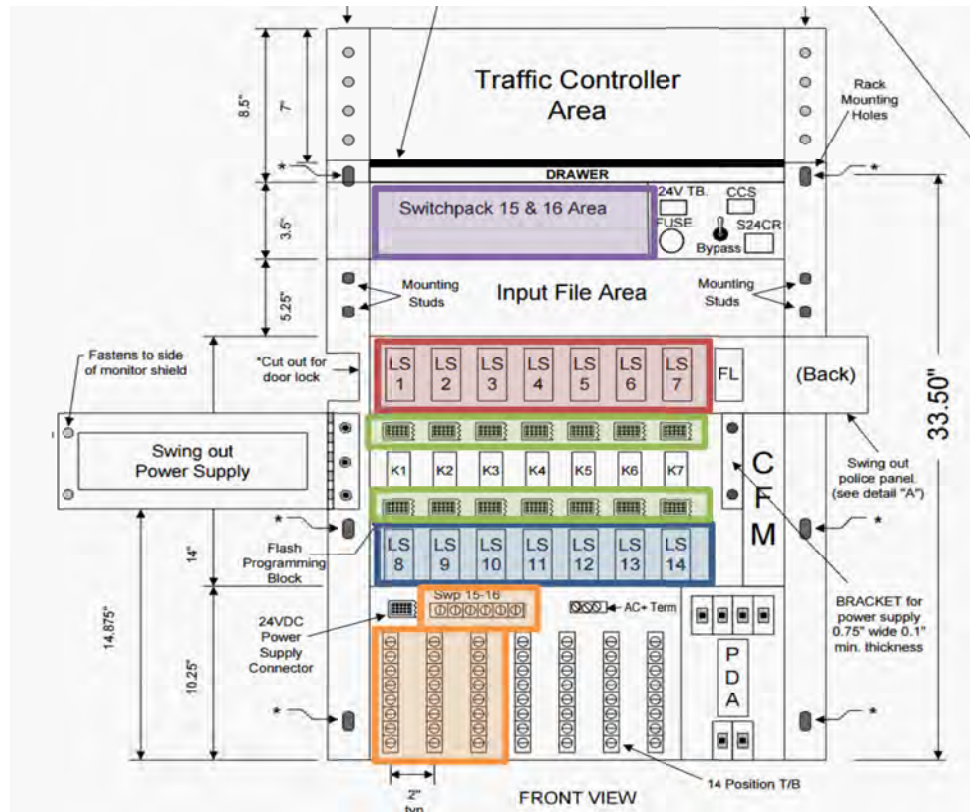 Traffic Controller
Area
8.5"
7"
Rack
Mounting
Holes
*
*
DRAWER
3.5"
Switchpack 15 & 16 Area
24V TB.
CCS
FUSE
Bypass
S24CR
5.25"
Mounting
Studs
Input File Area
Mounting
Studs
Fastens to side
of monitor shield
*Cut out for
door lock
LS
1
LS
2
LS
3
LS
4
LS
5
LS
6
LS
7
FL
(Back)
33.50"
Swing out
Power Supply
K1
K2
K3
K4
K5
K6
K7
C
F
M
Swing out
police panel.
(see detail "A")
*
*
14"
Flash
Programming
Block
LS
8
LS
9
LS
10
LS
11
LS
12
LS
13
LS
14
14.875"
24VDC
Power
Supply
Connector
Swp 15-16
AC+ Term
BRACKET for
power supply
0.75" wide 0.1"
min. thickness
10.25"
P
D
A
*
*
2"
typ
14 Position T/B
FRONT VIEW